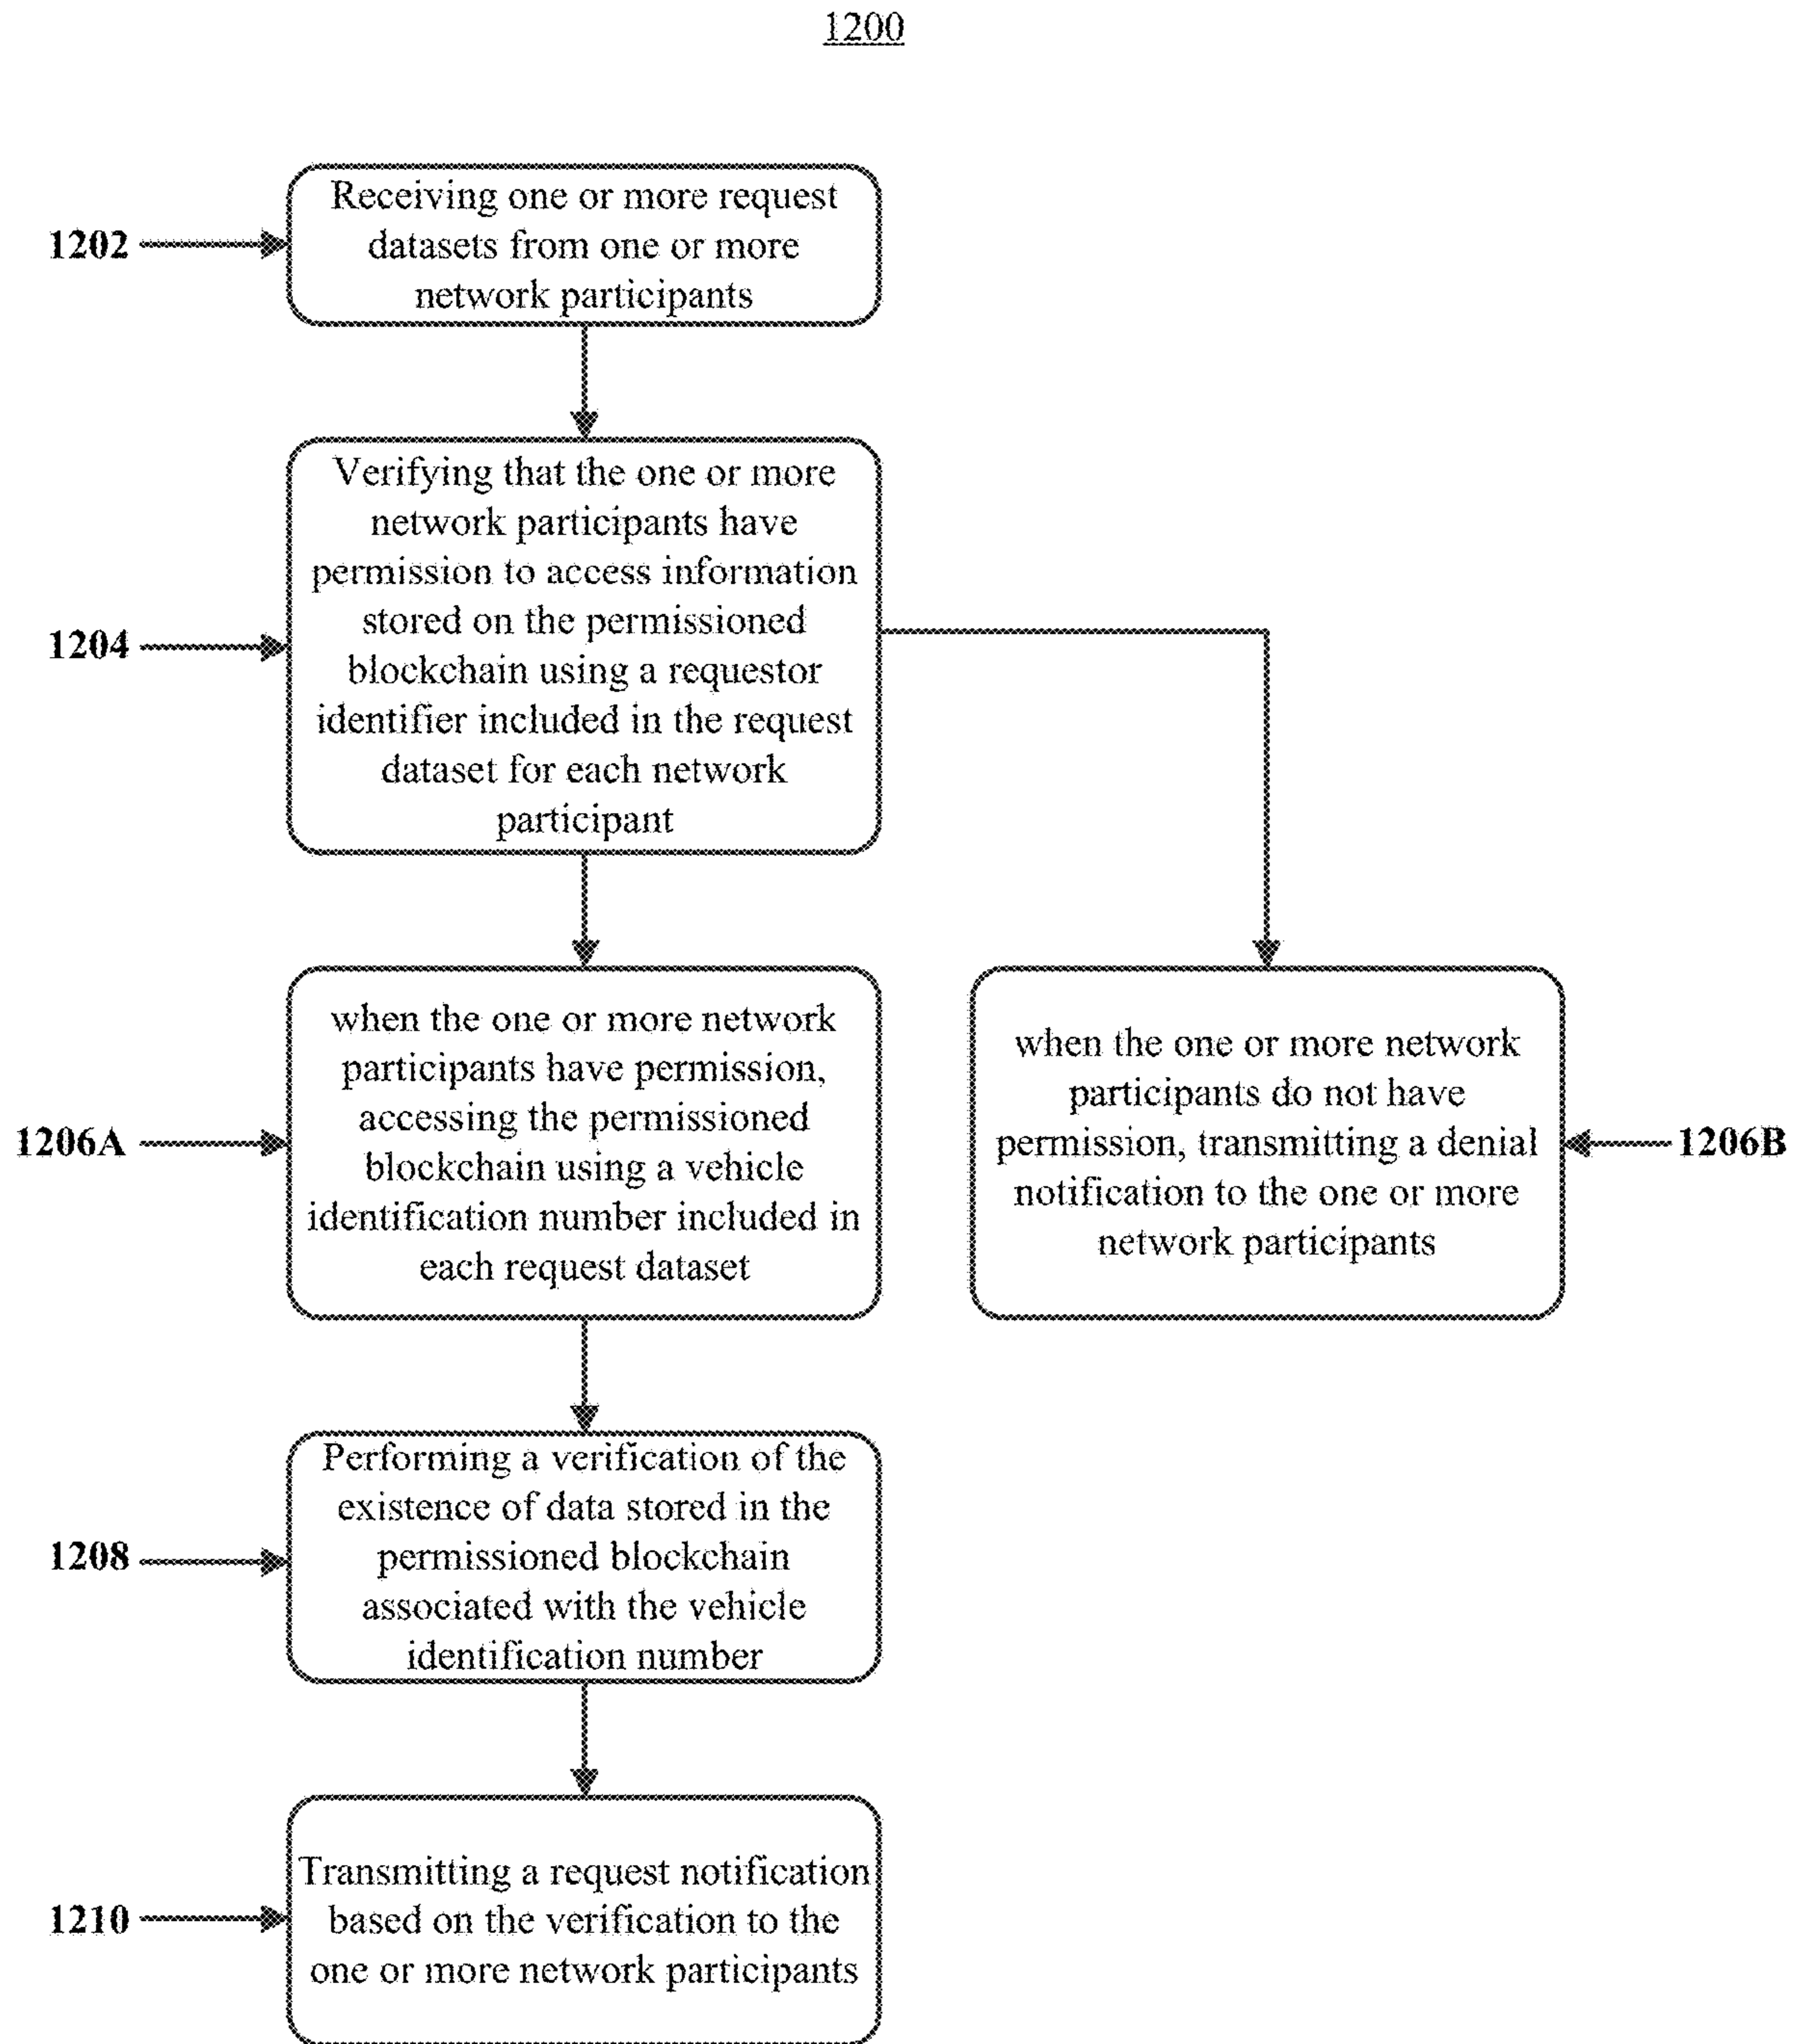 1200
1202
Receiving one or more request
datasets from one or more
network participants
1204
Verifying that the one or more
network participants have
permission to access information
stored on the permissioned
blockchain using a requestor
identifier included in the request
dataset for each network
participant
1206A
when the one or more network
participants have permission,
accessing the permissioned
blockchain using a vehicle
identification number included in
each request dataset
when the one or more network
participants do not have
permission, transmitting a denial
notification to the one or more
network participants
1206B
1208
Performing a verification of the
existence of data stored in the
permissioned blockchain
associated with the vehicle
identification number
1210
Transmitting a request notification
based on the verification to the
one or more network participants